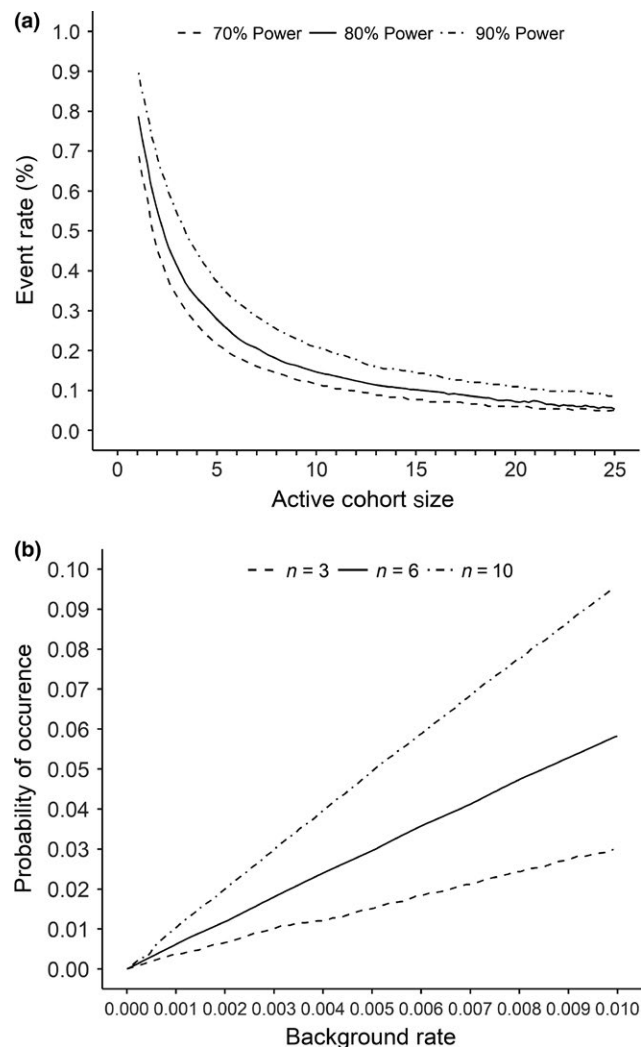 (a)
70% Power 80% Power 90% Power
1.0
0.9
0.8
0.7
0.6
0.5
0.4
0.3
0.2
0.1
0.0
Event rate (%)
0 5 10 15 20 25
Active cohort size
(b)
n = 3 n = 6 n = 10
0.10
0.09
0.08
0.07
0.06
0.05
0.04
0.03
0.02
0.01
0.00
Probability of occurence
0.000 0.001 0.002 0.003 0.004 0.005 0.006 0.007 0.008 0.009 0.010
Background rate